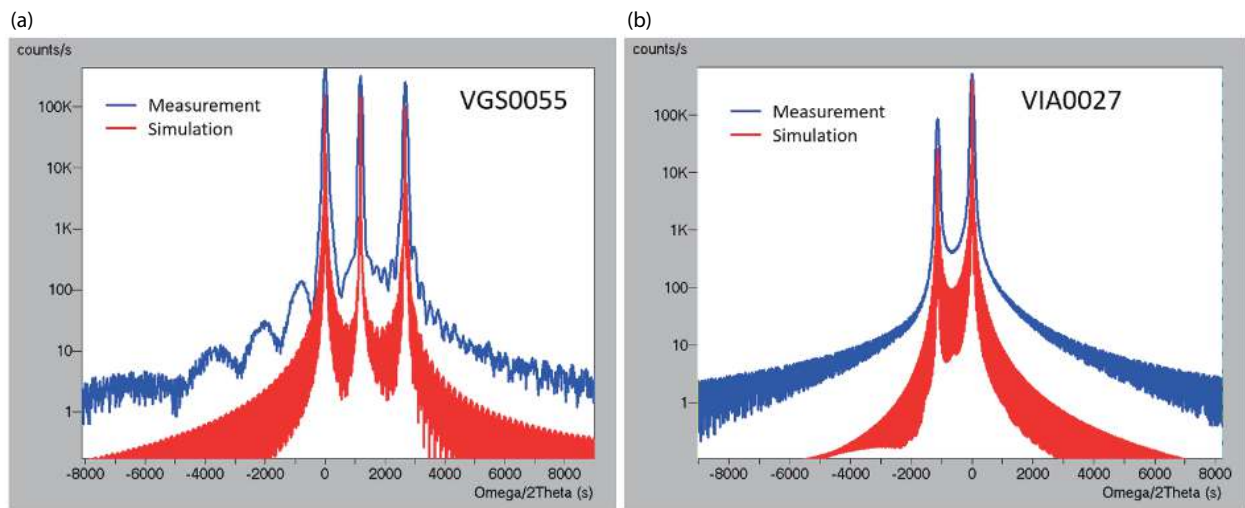 (a)
counts/s
VGS0055
Measurement
Simulation
100K
10K
1K
100
10
1
-8000 -6000 -4000 -2000 0 2000 4000 6000 8000
Omega/2Theta (s)
(b)
counts/s
VIA0027
Measurement
Simulation
100K
10K
1K
100
10
1
-8000 -6000 -4000 -2000 0 2000 4000 6000 8000
Omega/2Theta (s)